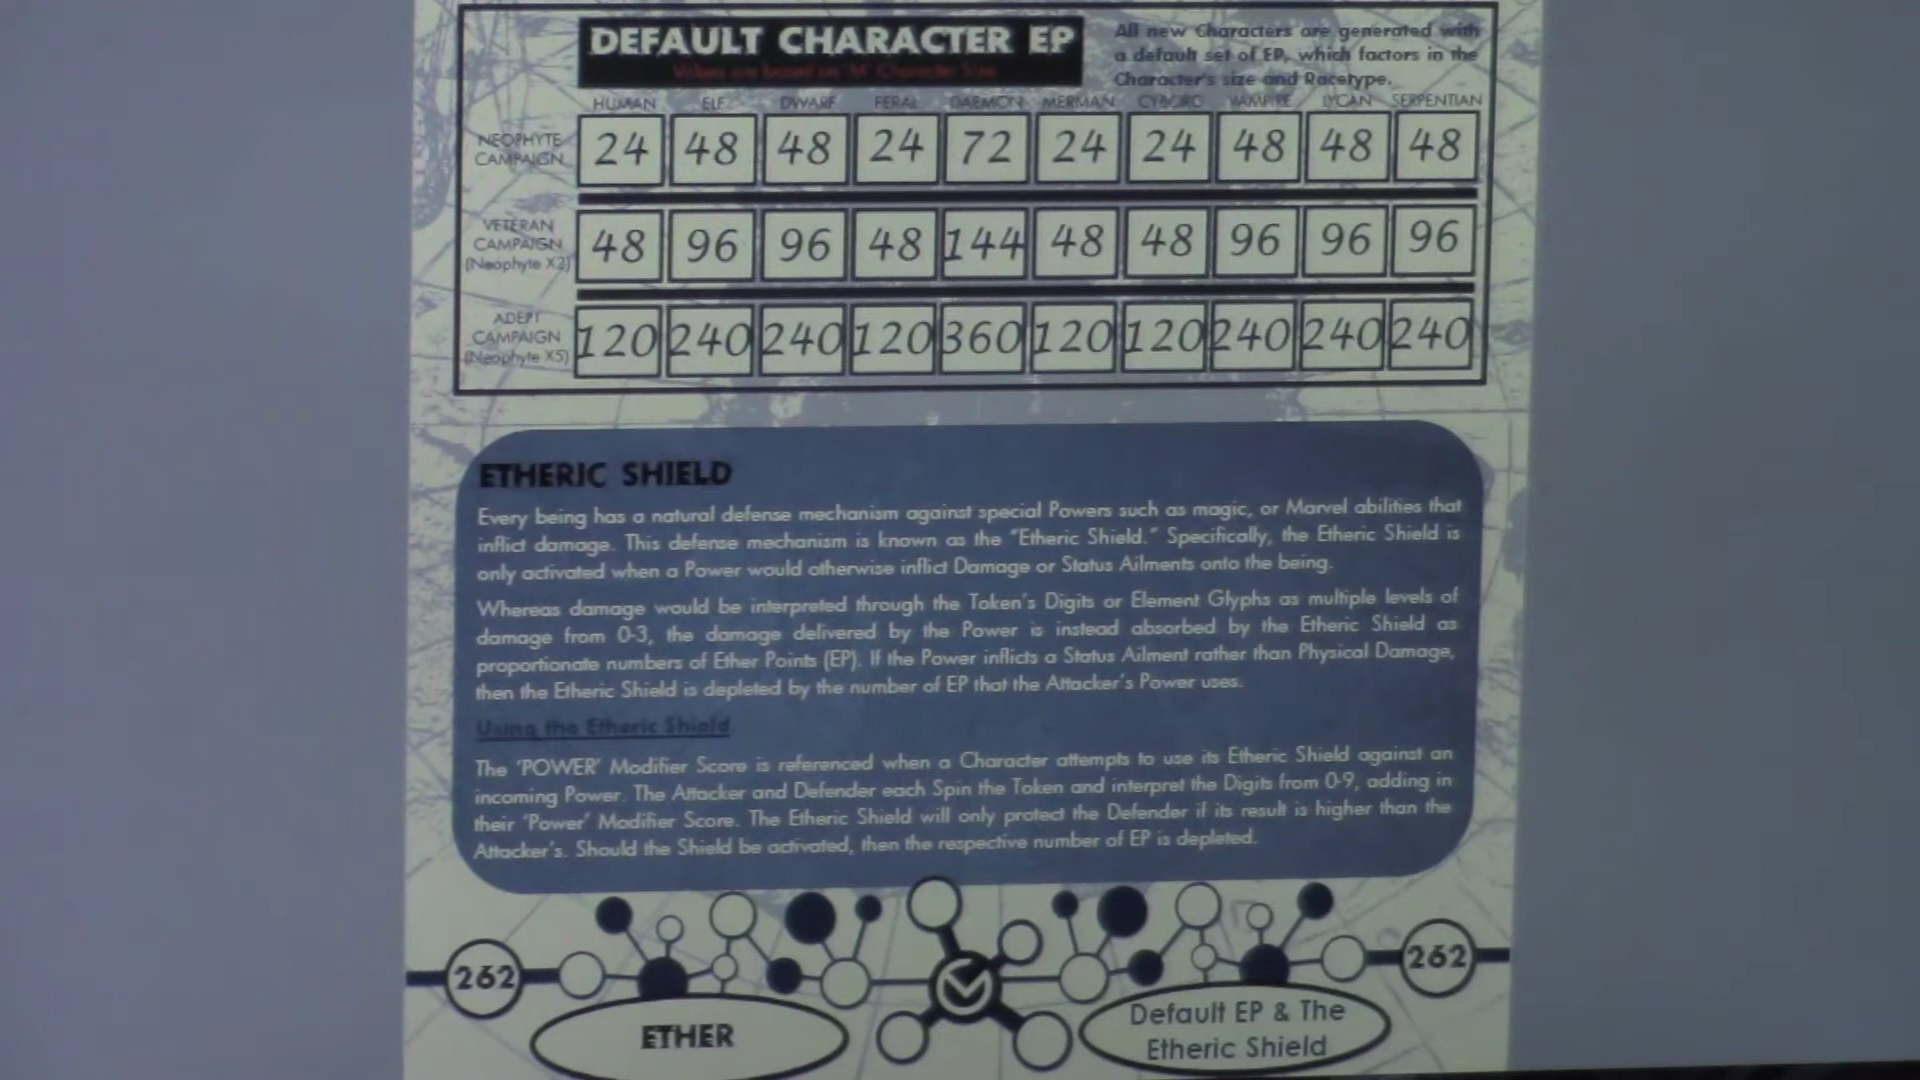 DEFAULT CHARACTER EP
Values are based on 'M' Character Size
All new Characters are generated with
a default set of EP, which factors in the
Character's size and Racetype.
HUMAN ELF DWARF FERAL DAEMON MERMAN CYBORG VAMPIRE LYCAN SERPENTIAN
NEOPHYTE
CAMPAIGN
24 48 48 24 72 24 24 48 48 48
VETERAN
CAMPAIGN
(Neophyte X2)
48 96 96 48 144 48 48 96 96 96
ADEPT
CAMPAIGN
(Neophyte X5)
120 240 240 120 360 120 120 240 240 240
ETHERIC SHIELD
Every being has a natural defense mechanism against special Powers such as magic, or Marvel abilities that
inflict damage. This defense mechanism is known as the "Etheric Shield." Specifically, the Etheric Shield is
only activated when a Power would otherwise inflict Damage or Status Ailments onto the being.
Whereas damage would be interpreted through the Token's Digits or Element Glyphs as multiple levels of
damage from 0-3, the damage delivered by the Power is instead absorbed by the Etheric Shield as
proportionate numbers of Ether Points (EP). If the Power inflicts a Status Ailment rather than Physical Damage,
then the Etheric Shield is depleted by the number of EP that the Attacker's Power uses.
Using the Etheric Shield
The 'POWER' Modifier Score is referenced when a Character attempts to use its Etheric Shield against an
incoming Power. The Attacker and Defender each Spin the Token and interpret the Digits from 0-9, adding in
their 'Power' Modifier Score. The Etheric Shield will only protect the Defender if its result is higher than the
Attacker's. Should the Shield be activated, then the respective number of EP is depleted.
262
262
ETHER
Default EP & The
Etheric Shield